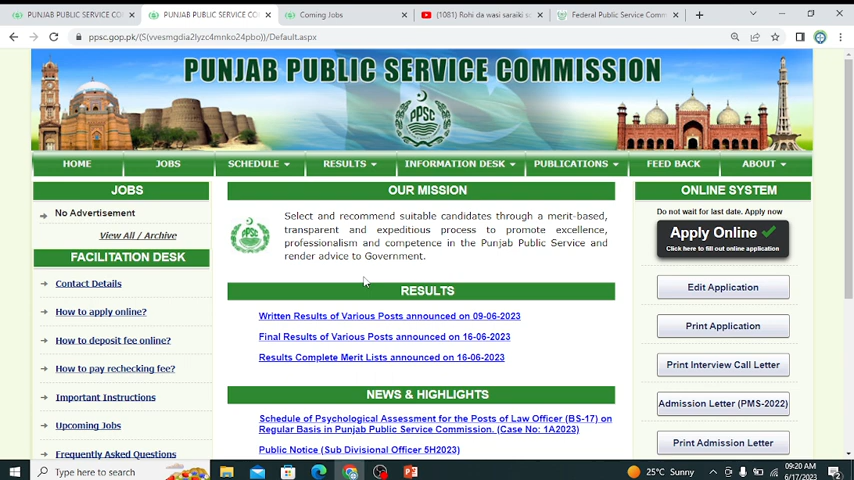 PUNJAB PUBLIC SERVICE CO
PUNJAB PUBLIC SERVICE CO
Coming Jobs
(1081) Rohi da wasi saraiki s
Federal Public Service Comm
ppsc.gop.pk/(S(vvesmgdia2lyzc4mnko24pbo))/Default.aspx
PUNJAB PUBLIC SERVICE COMMISSION
PPSC
HOME JOBS SCHEDULE RESULTS INFORMATION DESK PUBLICATIONS FEED BACK ABOUT
JOBS
No Advertisement
View All / Archive
FACILITATION DESK
Contact Details
How to apply online?
How to deposit fee online?
How to pay rechecking fee?
Important Instructions
Upcoming Jobs
Frequently Asked Questions
OUR MISSION
Select and recommend suitable candidates through a merit-based,
transparent and expeditious process to promote excellence,
professionalism and competence in the Punjab Public Service and
render advice to Government.
RESULTS
Written Results of Various Posts announced on 09-06-2023
Final Results of Various Posts announced on 16-06-2023
Results Complete Merit Lists announced on 16-06-2023
NEWS & HIGHLIGHTS
Schedule of Psychological Assessment for the Posts of Law Officer (BS-17) on
Regular Basis in Punjab Public Service Commission. (Case No: 1A2023)
Public Notice (Sub Divisional Officer 5H2023)
ONLINE SYSTEM
Do not wait for last date. Apply now
Apply Online
Click here to fill out online application
Edit Application
Print Application
Print Interview Call Letter
Admission Letter (PMS-2022)
Print Admission Letter
Type here to search
25°C Sunny
09:20 AM
6/17/2023
2